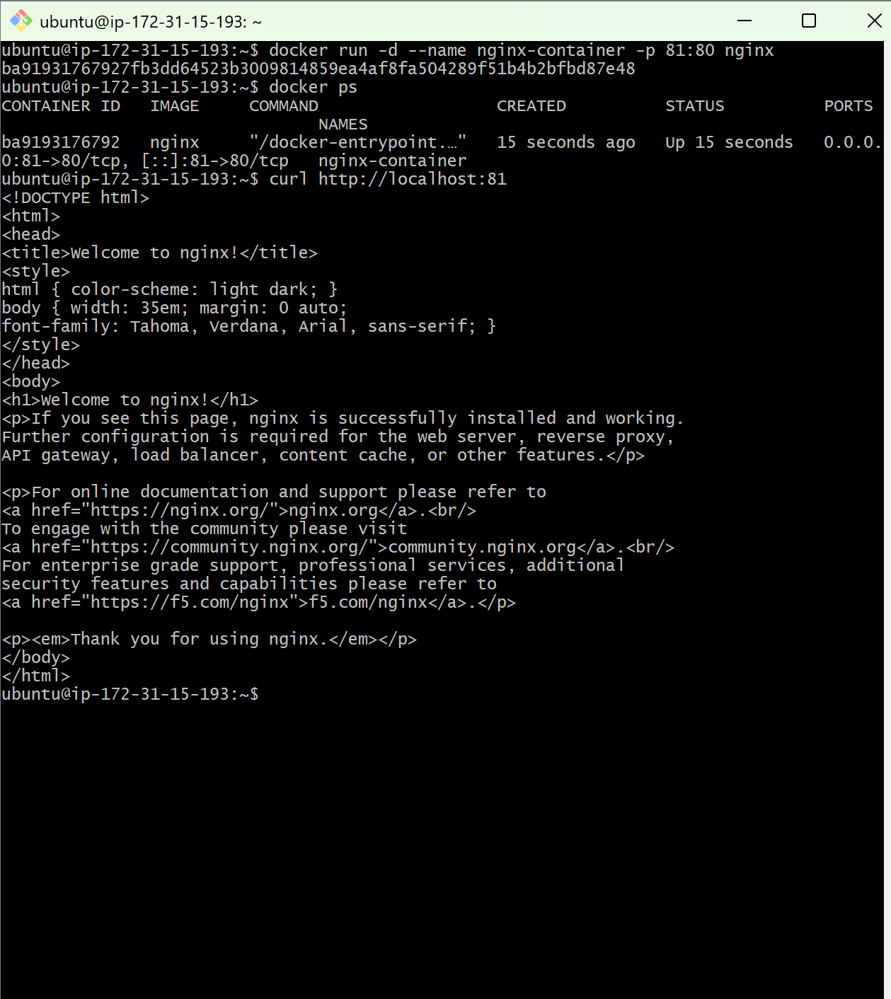 ubuntu@ip-172-31-15-193: ~
ubuntu@ip-172-31-15-193:~$ docker run -d --name nginx-container -p 81:80 nginx
ba91931767927fb3dd64523b3009814859ea4af8fa504289f51b4b2bfbd87e48
ubuntu@ip-172-31-15-193:~$ docker ps
CONTAINER ID   IMAGE     COMMAND                  CREATED          STATUS          PORTS
                                NAMES
ba9193176792   nginx     "/docker-entrypoint.…"   15 seconds ago   Up 15 seconds   0.0.0.
0:81->80/tcp, [::]:81->80/tcp   nginx-container
ubuntu@ip-172-31-15-193:~$ curl http://localhost:81
<!DOCTYPE html>
<html>
<head>
<title>Welcome to nginx!</title>
<style>
html { color-scheme: light dark; }
body { width: 35em; margin: 0 auto;
font-family: Tahoma, Verdana, Arial, sans-serif; }
</style>
</head>
<body>
<h1>Welcome to nginx!</h1>
<p>If you see this page, nginx is successfully installed and working.
Further configuration is required for the web server, reverse proxy,
API gateway, load balancer, content cache, or other features.</p>

<p>For online documentation and support please refer to
<a href="https://nginx.org/">nginx.org</a>.<br/>
To engage with the community please visit
<a href="https://community.nginx.org/">community.nginx.org</a>.<br/>
For enterprise grade support, professional services, additional
security features and capabilities please refer to
<a href="https://f5.com/nginx">f5.com/nginx</a>.</p>

<p><em>Thank you for using nginx.</em></p>
</body>
</html>
ubuntu@ip-172-31-15-193:~$